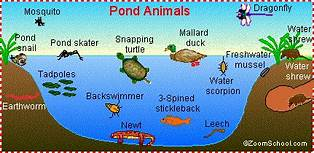 Pond Animals
Mosquito
Dragonfly
Pond snail
Pond skater
Snapping turtle
Mallard duck
Freshwater mussel
Water shrew
Water shrew
Tadpoles
Water scorpion
Earthworm
Backswimmer
3-Spined stickleback
Newt
Leech
©ZoomSchool.com